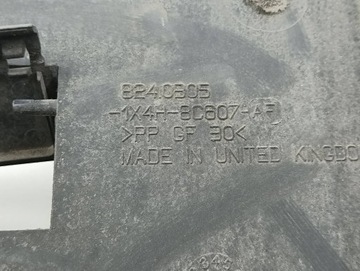 8240305
-1X4H-8C607-AF
>PP GF 30<
MADE IN UNITED KINGDO